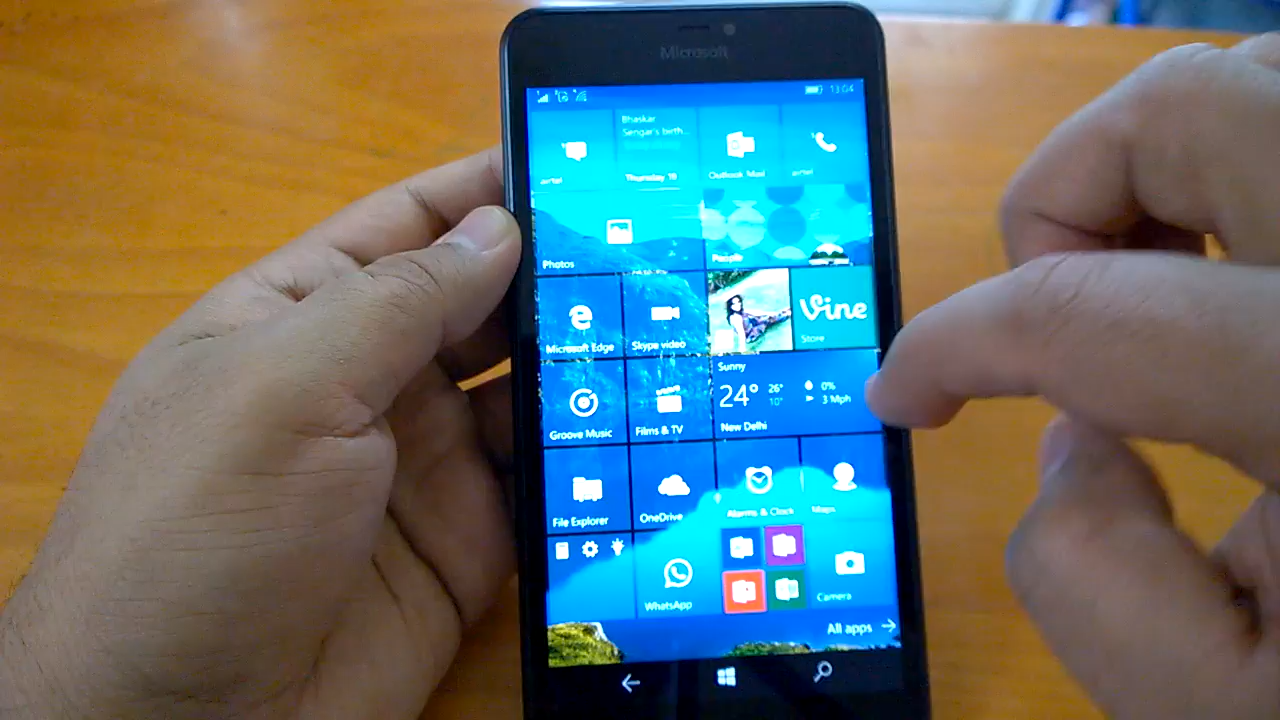 Microsoft
13:04
Bhaskar
Sengar's birth...
airtel
Thursday 19
Outlook Mail
airtel
Photos
People
Vine
Microsoft Edge
Skype video
Store
Sunny
24° 26° 0%
10° 3 Mph
New Delhi
Groove Music
Films & TV
File Explorer
OneDrive
Alarms & Clock
Maps
WhatsApp
Camera
All apps